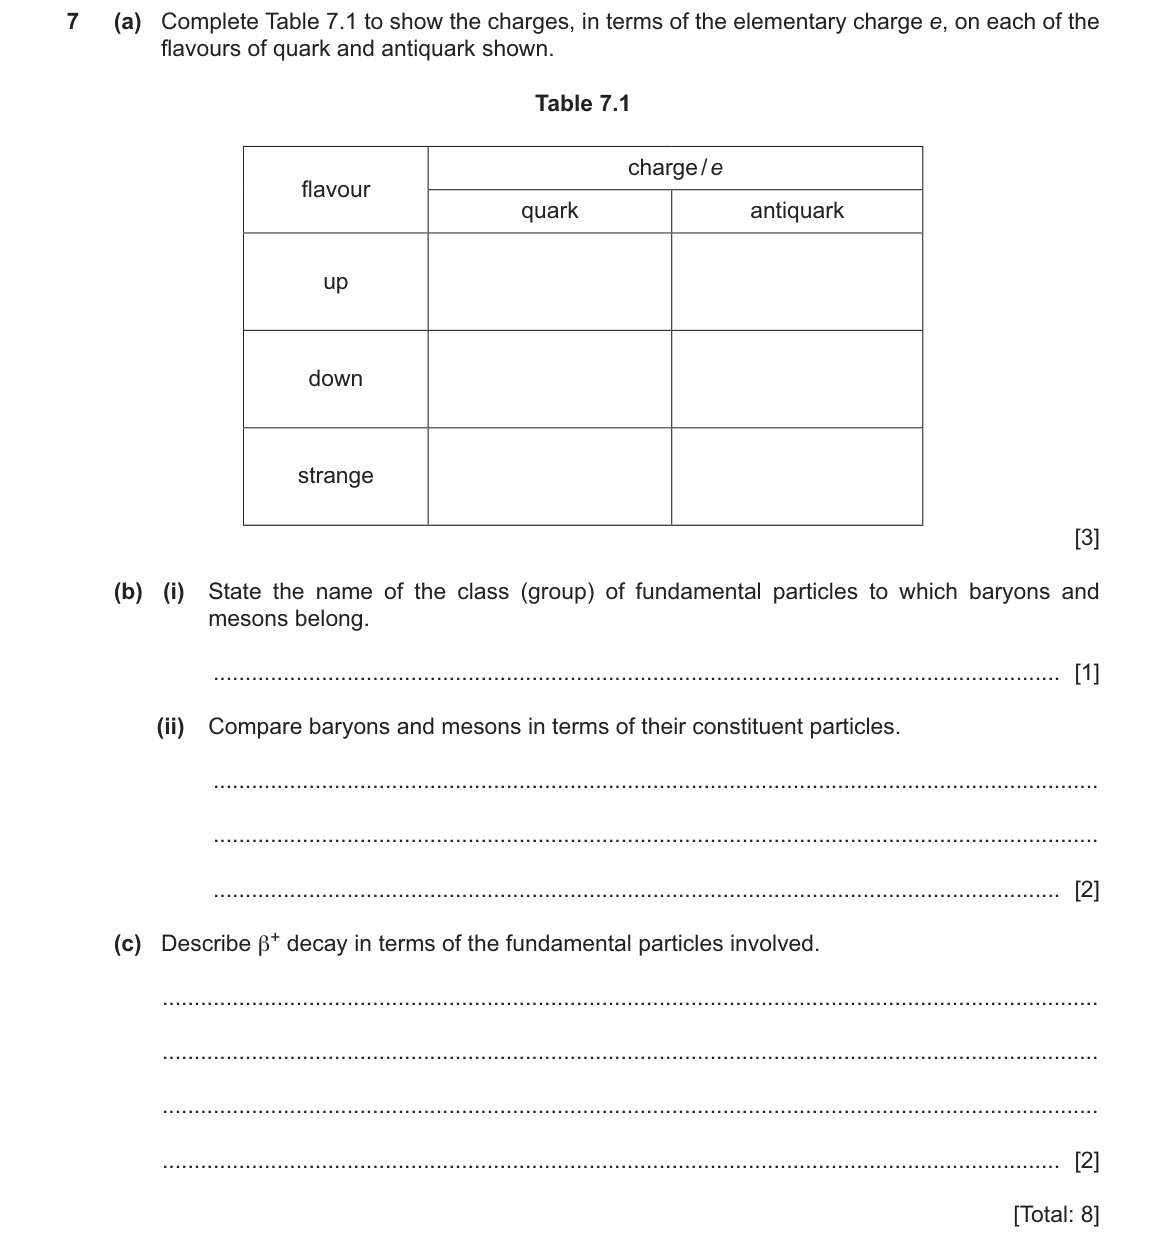 7 (a) Complete Table 7.1 to show the charges, in terms of the elementary charge e, on each of the
flavours of quark and antiquark shown.
Table 7.1
flavour
charge / e
quark antiquark
up
down
strange
[3]
(b) (i) State the name of the class (group) of fundamental particles to which baryons and
mesons belong.
.................................................................................................................................... [1]
(ii) Compare baryons and mesons in terms of their constituent particles.
..........................................................................................................................................
..........................................................................................................................................
.................................................................................................................................... [2]
(c) Describe β⁺ decay in terms of the fundamental particles involved.
..................................................................................................................................................
..................................................................................................................................................
..................................................................................................................................................
............................................................................................................................................ [2]
[Total: 8]